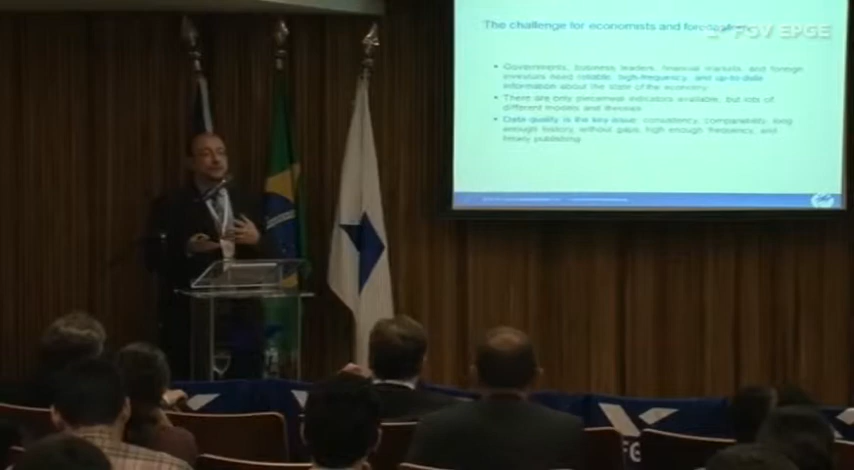 The challenge for economists and forecasters
FGV EPGE
• Governments, business leaders, financial markets, and foreign
investors need reliable, high-frequency, and up-to-date
information about the state of the economy.
• There are only piecemeal indicators available, but lots of
different models and theories
• Data quality is the key issue: consistency, comparability, long
enough history, without gaps, high enough frequency, and
timely publishing
FG